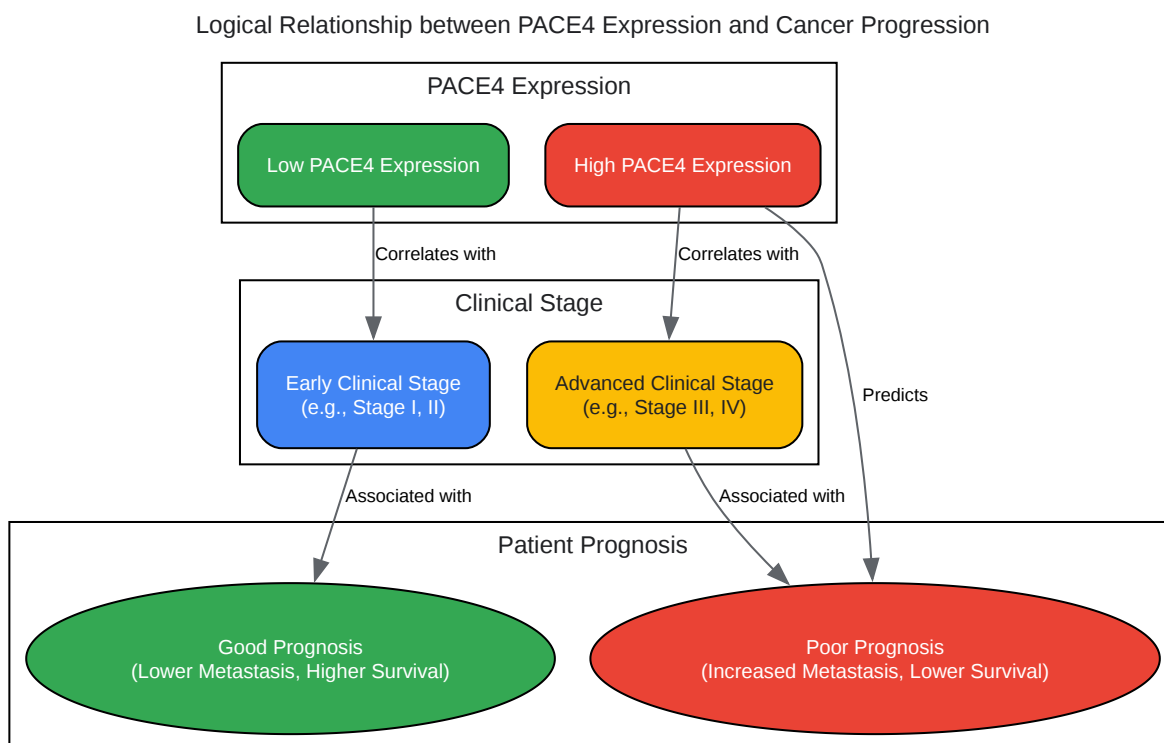 Logical Relationship between PACE4 Expression and Cancer Progression
PACE4 Expression
Low PACE4 Expression
High PACE4 Expression
Correlates with
Correlates with
Clinical Stage
Early Clinical Stage
(e.g., Stage I, II)
Advanced Clinical Stage
(e.g., Stage III, IV)
Predicts
Associated with
Associated with
Patient Prognosis
Good Prognosis
(Lower Metastasis, Higher Survival)
Poor Prognosis
(Increased Metastasis, Lower Survival)